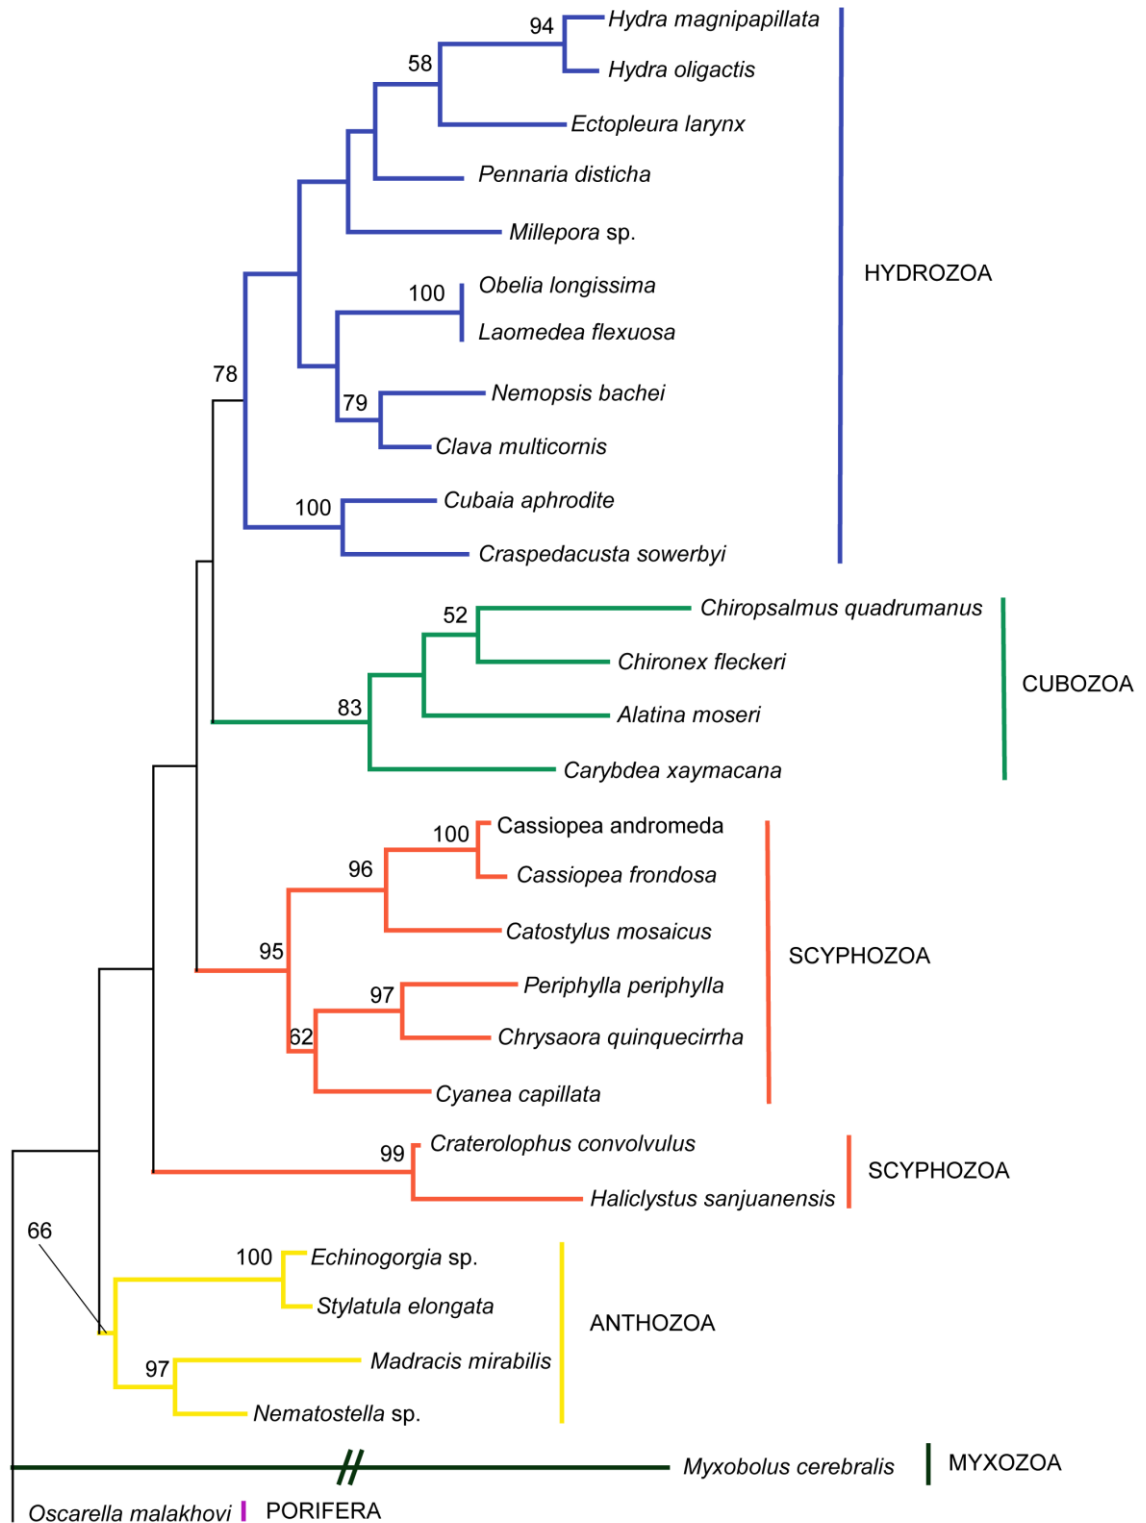 94
Hydra magnipapillata
58
Hydra oligactis
Ectopleura larynx
Pennaria disticha
Millepora sp.
HYDROZOA
100
Obelia longissima
Laomedea flexuosa
78
79
Nemopsis bachei
Clava multicornis
100
Cubaia aphrodite
Craspedacusta sowerbyi
52
Chiropsalmus quadrumanus
Chironex fleckeri
CUBOZOA
83
Alatina moseri
Carybdea xaymacana
100
Cassiopea andromeda
96
Cassiopea frondosa
Catostylus mosaicus
95
SCYPHOZOA
97
Periphylla periphylla
62
Chrysaora quinquecirrha
Cyanea capillata
99
Craterolophus convolvulus
SCYPHOZOA
Haliclystus sanjuanensis
66
100
Echinogorgia sp.
Stylatula elongata
ANTHOZOA
97
Madracis mirabilis
Nematostella sp.
Myxobolus cerebralis
MYXOZOA
Oscarella malakhovi
PORIFERA